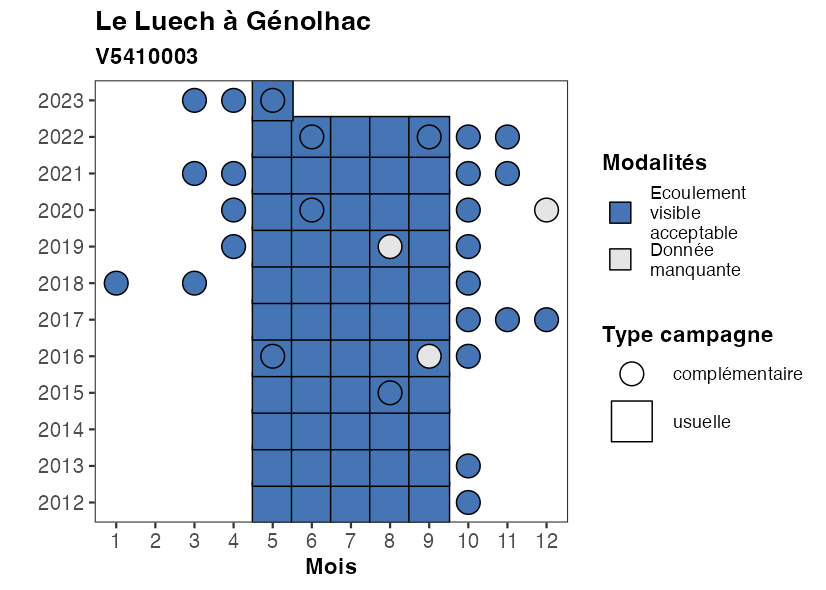 Le Luech à Génolhac
V5410003
2023
2022
2021
2020
2019
2018
2017
2016
2015
2014
2013
2012
1 2 3 4 5 6 7 8 9 10 11 12
Mois
Modalités
Ecoulement
visible
acceptable
Donnée
manquante
Type campagne
complémentaire
usuelle